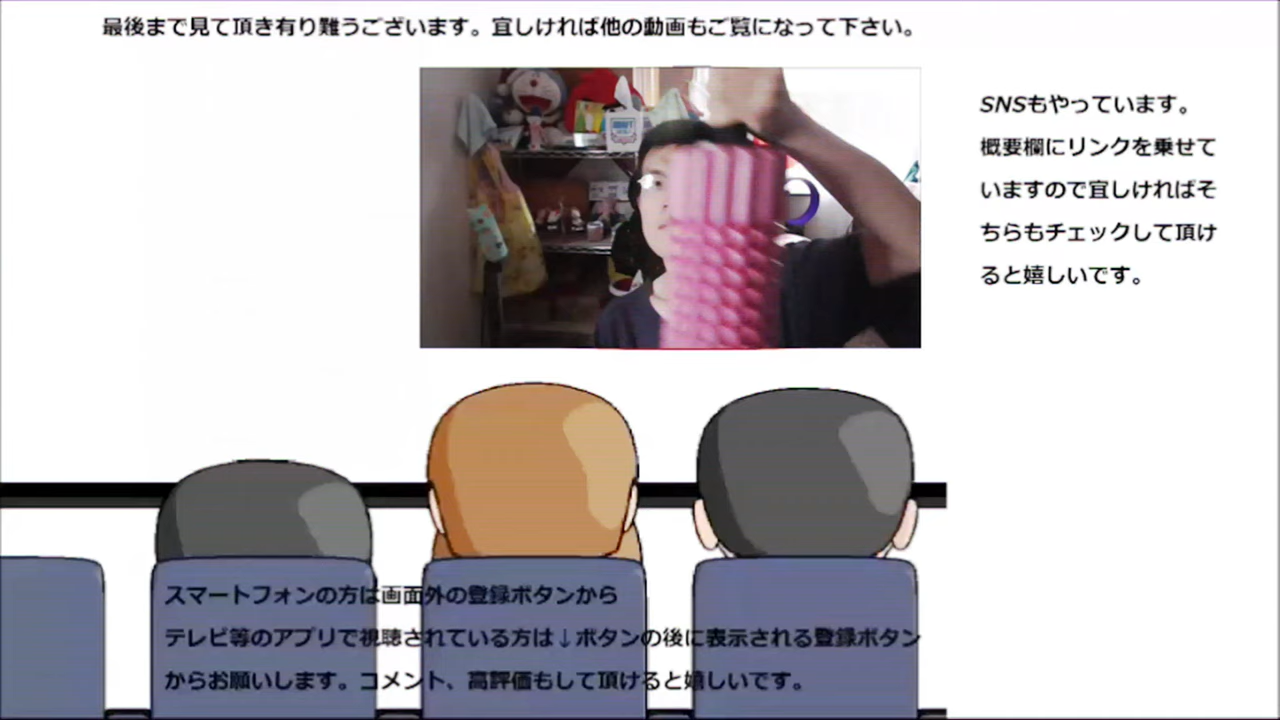 最後まで見て頂き有り難うございます。宜しければ他の動画もご覧になって下さい。
SNSもやっています。
概要欄にリンクを乗せて
いますので宜しければそ
ちらもチェックして頂け
ると嬉しいです。
スマートフォンの方は画面外の登録ボタンから
テレビ等のアプリで視聴されている方は↓ボタンの後に表示される登録ボタン
からお願いします。コメント、高評価もして頂けると嬉しいです。